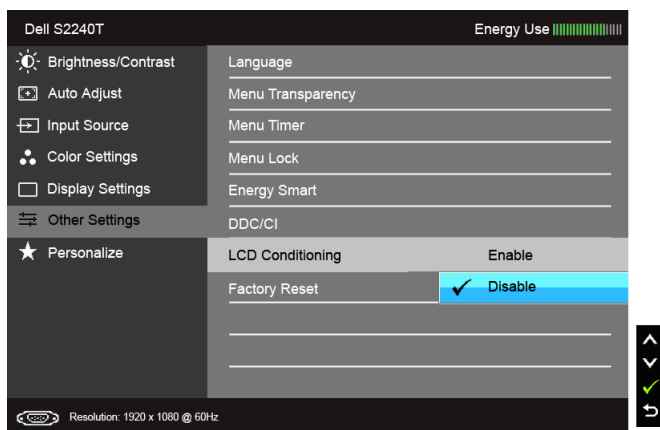 Dell S2240T Energy Use
Brightness/Contrast Language
Auto Adjust Menu Transparency
Input Source Menu Timer
Color Settings Menu Lock
Display Settings Energy Smart
Other Settings DDC/CI
Personalize LCD Conditioning Enable
Factory Reset Disable
Resolution: 1920 x 1080 @ 60Hz